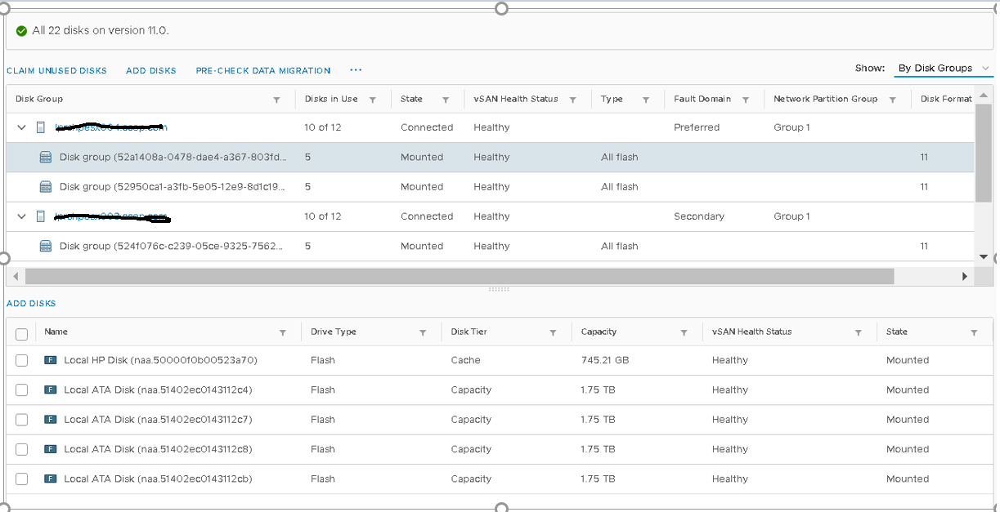 All 22 disks on version 11.0.
CLAIM UNUSED DISKS ADD DISKS PRE-CHECK DATA MIGRATION ... Show: By Disk Groups
Disk Group Disks in Use State vSAN Health Status Type Fault Domain Network Partition Group Disk Format
10 of 12 Connected Healthy Preferred Group 1
Disk group (52a1408a-0478-dae4-a367-803fd... 5 Mounted Healthy All flash 11
Disk group (52950ca1-a3fb-5e05-12e9-8d1c19... 5 Mounted Healthy All flash 11
10 of 12 Connected Healthy Secondary Group 1
Disk group (524f076c-c239-05ce-9325-7562... 5 Mounted Healthy All flash 11
ADD DISKS
Name Drive Type Disk Tier Capacity vSAN Health Status State
F Local HP Disk (naa.50000f0b00523a70) Flash Cache 745.21 GB Healthy Mounted
F Local ATA Disk (naa.51402ec0143112c4) Flash Capacity 1.75 TB Healthy Mounted
F Local ATA Disk (naa.51402ec0143112c7) Flash Capacity 1.75 TB Healthy Mounted
F Local ATA Disk (naa.51402ec0143112c8) Flash Capacity 1.75 TB Healthy Mounted
F Local ATA Disk (naa.51402ec0143112cb) Flash Capacity 1.75 TB Healthy Mounted